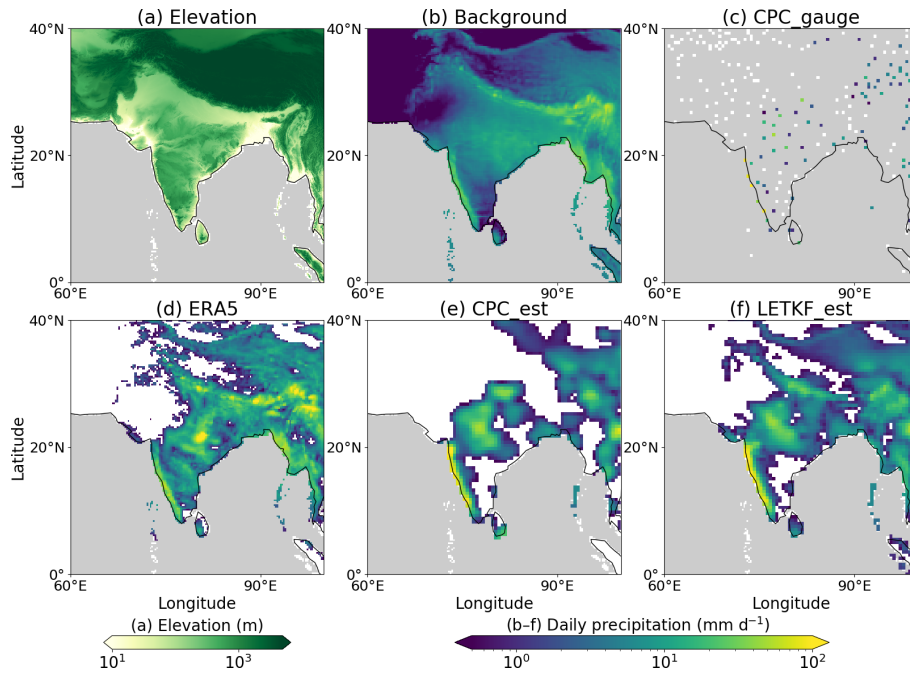 (a) Elevation
(b) Background
(c) CPC_gauge
40°N
40°N
40°N
Latitude
20°N
20°N
20°N
0°
0°
0°
60°E
90°E
60°E
90°E
60°E
90°E
(d) ERA5
(e) CPC_est
(f) LETKF_est
40°N
40°N
40°N
Latitude
20°N
20°N
20°N
0°
0°
0°
60°E
90°E
60°E
90°E
60°E
90°E
Longitude
Longitude
Longitude
(a) Elevation (m)
(b–f) Daily precipitation (mm d⁻¹)
10¹
10³
10⁰
10¹
10²